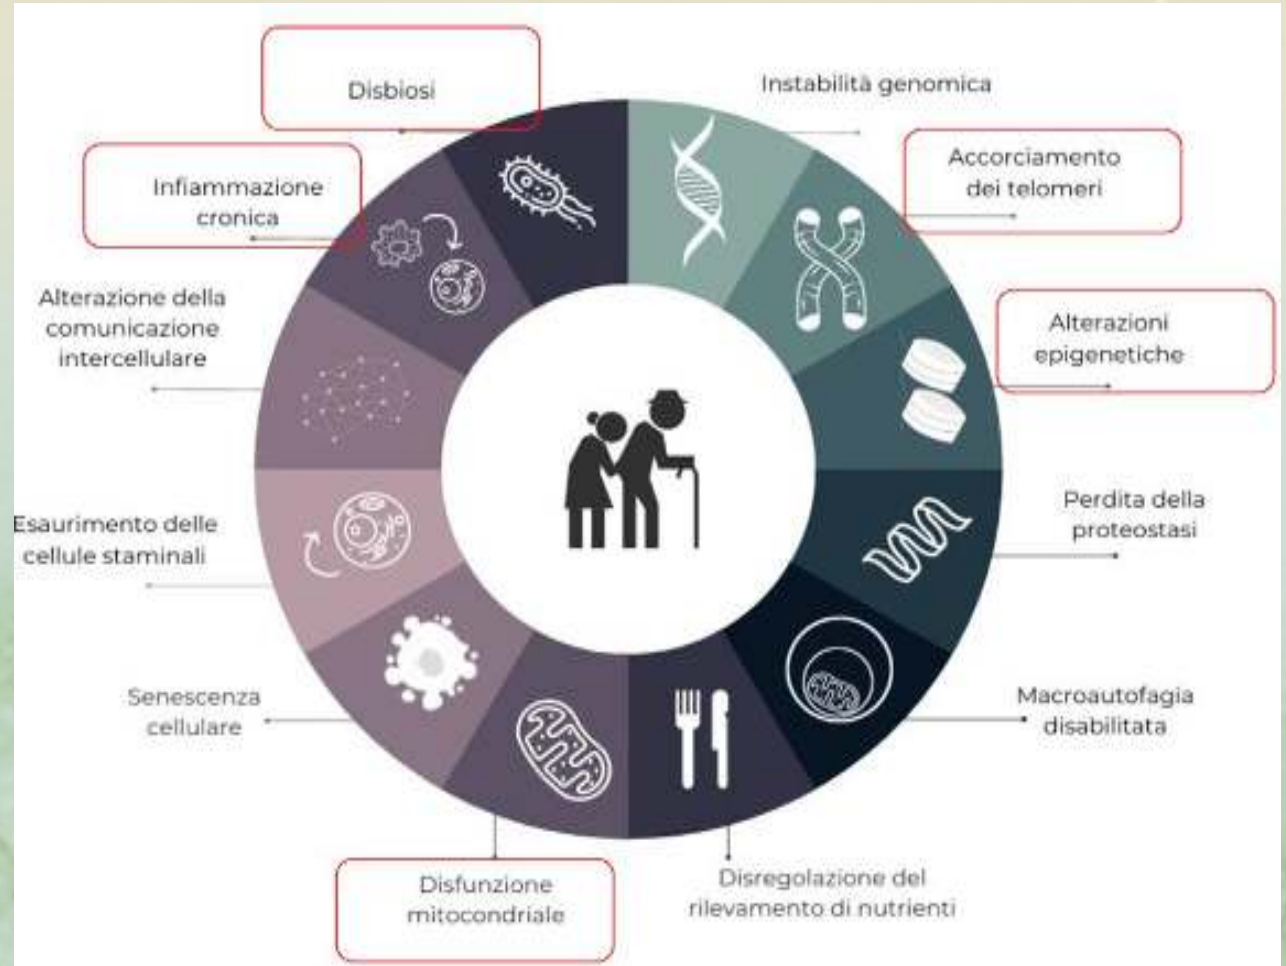 Disbiosi
Instabilità genomica
Accorciamento
dei telomeri
Infiammazione
cronica
Alterazioni
epigenetiche
Alterazione della
comunicazione
intercellulare
Perdita della
proteostasi
Esaurimento delle
cellule staminali
Macroautofagia
disabilitata
Senescenza
cellulare
Disfunzione
mitocondriale
Disregolazione del
rilevamento di nutrienti